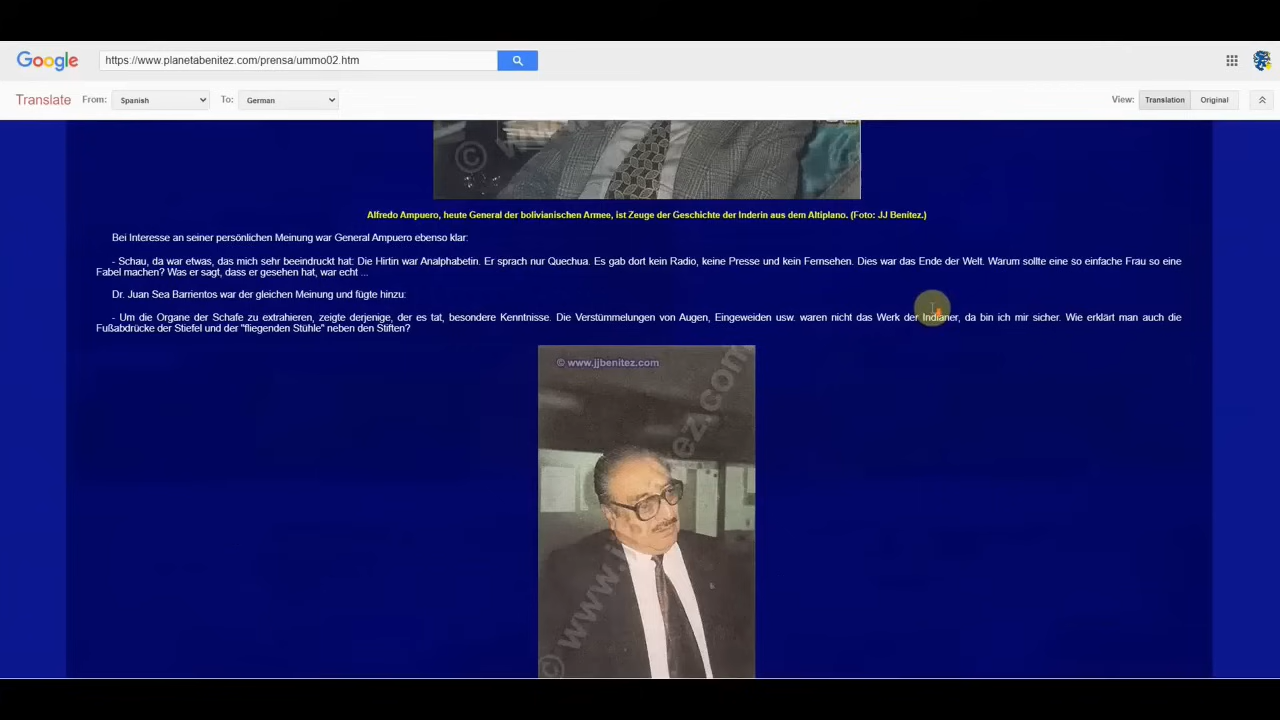 Google
https://www.planetabenitez.com/prensa/ummo02.htm
Translate From: Spanish To: German View: Translation Original
Alfredo Ampuero, heute General der bolivianischen Armee, ist Zeuge der Geschichte der Inderin aus dem Altiplano. (Foto: JJ Benítez.)
Bei Interesse an seiner persönlichen Meinung war General Ampuero ebenso klar:
- Schau, da war etwas, das mich sehr beeindruckt hat: Die Hirtin war Analphabetin. Er sprach nur Quechua. Es gab dort kein Radio, keine Presse und kein Fernsehen. Dies war das Ende der Welt. Warum sollte eine so einfache Frau so eine
Fabel machen? Was er sagt, dass er gesehen hat, war echt ...
Dr. Juan Sea Barrientos war der gleichen Meinung und fügte hinzu:
- Um die Organe der Schafe zu extrahieren, zeigte derjenige, der es tat, besondere Kenntnisse. Die Verstümmelungen von Augen, Eingeweiden usw. waren nicht das Werk der Indianer, da bin ich mir sicher. Wie erklärt man auch die
Fußabdrücke der Stiefel und der "fliegenden Stühle" neben den Stiften?
© www.jjbenitez.com